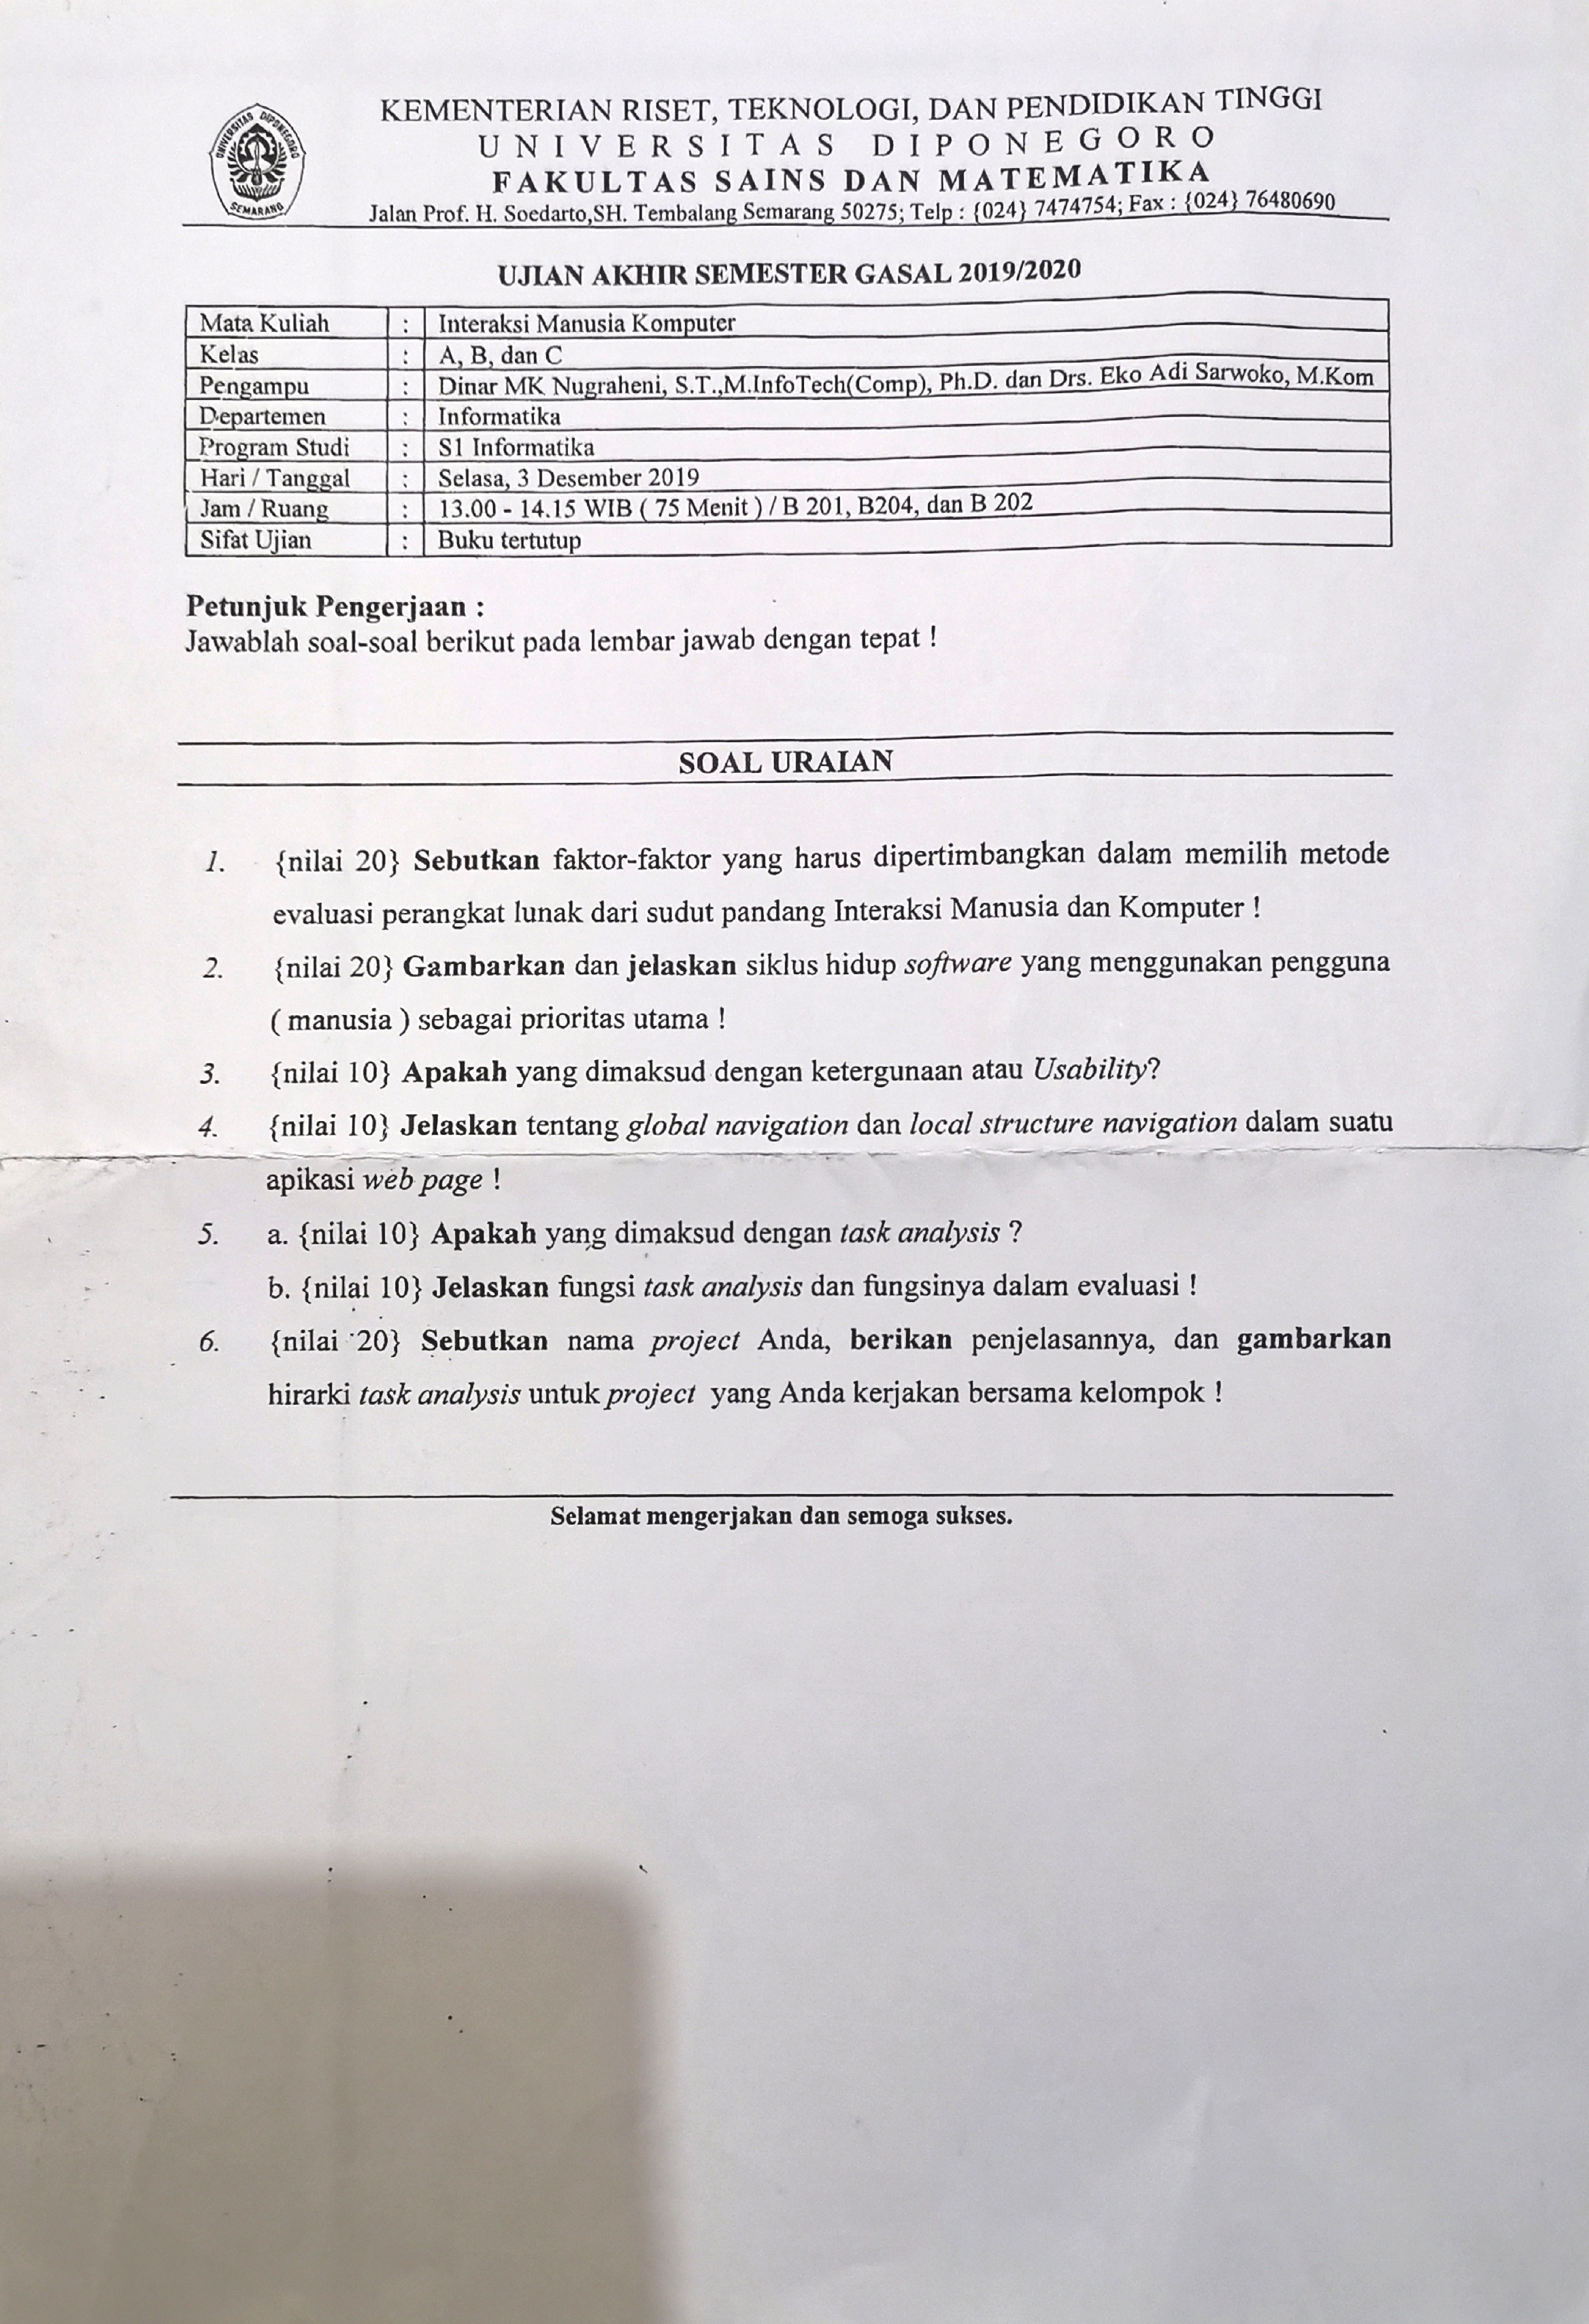 UNIVERSITAS DIPONEGORO
SEMARANG
KEMENTERIAN RISET, TEKNOLOGI, DAN PENDIDIKAN TINGGI
UNIVERSITAS DIPONEGORO
FAKULTAS SAINS DAN MATEMATIKA
Jalan Prof. H. Soedarto,SH. Tembalang Semarang 50275; Telp : {024} 7474754; Fax : {024} 76480690
UJIAN AKHIR SEMESTER GASAL 2019/2020
Mata Kuliah : Interaksi Manusia Komputer
Kelas : A, B, dan C
Pengampu : Dinar MK Nugraheni, S.T.,M.InfoTech(Comp), Ph.D. dan Drs. Eko Adi Sarwoko, M.Kom
Departemen : Informatika
Program Studi : S1 Informatika
Hari / Tanggal : Selasa, 3 Desember 2019
Jam / Ruang : 13.00 - 14.15 WIB ( 75 Menit ) / B 201, B204, dan B 202
Sifat Ujian : Buku tertutup
Petunjuk Pengerjaan :
Jawablah soal-soal berikut pada lembar jawab dengan tepat !
SOAL URAIAN
1. {nilai 20} Sebutkan faktor-faktor yang harus dipertimbangkan dalam memilih metode
evaluasi perangkat lunak dari sudut pandang Interaksi Manusia dan Komputer !
2. {nilai 20} Gambarkan dan jelaskan siklus hidup software yang menggunakan pengguna
( manusia ) sebagai prioritas utama !
3. {nilai 10} Apakah yang dimaksud dengan ketergunaan atau Usability?
4. {nilai 10} Jelaskan tentang global navigation dan local structure navigation dalam suatu
apikasi web page !
5. a. {nilai 10} Apakah yang dimaksud dengan task analysis ?
b. {nilai 10} Jelaskan fungsi task analysis dan fungsinya dalam evaluasi !
6. {nilai 20} Sebutkan nama project Anda, berikan penjelasannya, dan gambarkan
hirarki task analysis untuk project yang Anda kerjakan bersama kelompok !
Selamat mengerjakan dan semoga sukses.